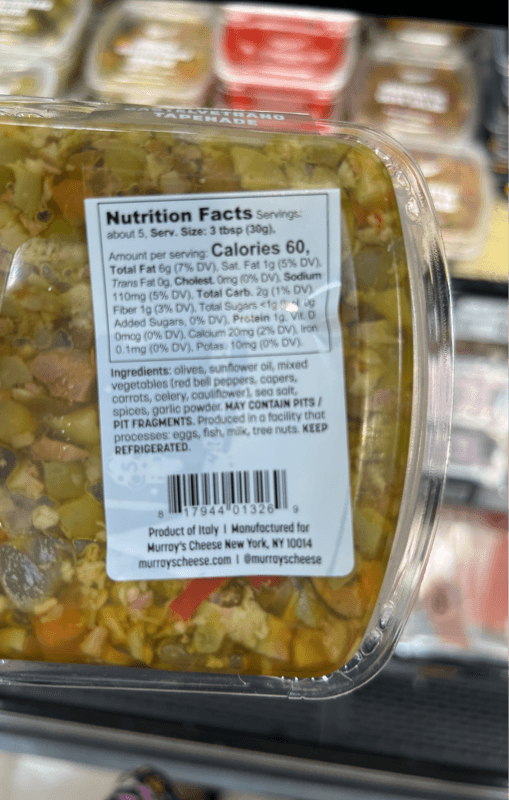 CASTELVETRANO
TAPENADE
Nutrition Facts Servings:
about 5, Serv. Size: 3 tbsp (30g),
Amount per serving: Calories 60,
Total Fat 6g (7% DV), Sat. Fat 1g (5% DV),
Trans Fat 0g, Cholest. 0mg (0% DV), Sodium
110mg (5% DV), Total Carb. 2g (1% DV),
Fiber 1g (3% DV), Total Sugars <1g
Added Sugars, 0% DV), Protein 1g, Vit. D
0mcg (0% DV), Calcium 20mg (2% DV), Iron
0.1mg (0% DV), Potas. 10mg (0% DV).
Ingredients: olives, sunflower oil, mixed
vegetables (red bell peppers, capers,
carrots, celery, cauliflower), sea salt,
spices, garlic powder. MAY CONTAIN PITS /
PIT FRAGMENTS. Produced in a facility that
processes: eggs, fish, milk, tree nuts. KEEP
REFRIGERATED.
8 17944 01326 9
Product of Italy | Manufactured for
Murray's Cheese New York, NY 10014
murrayscheese.com | @murrayscheese